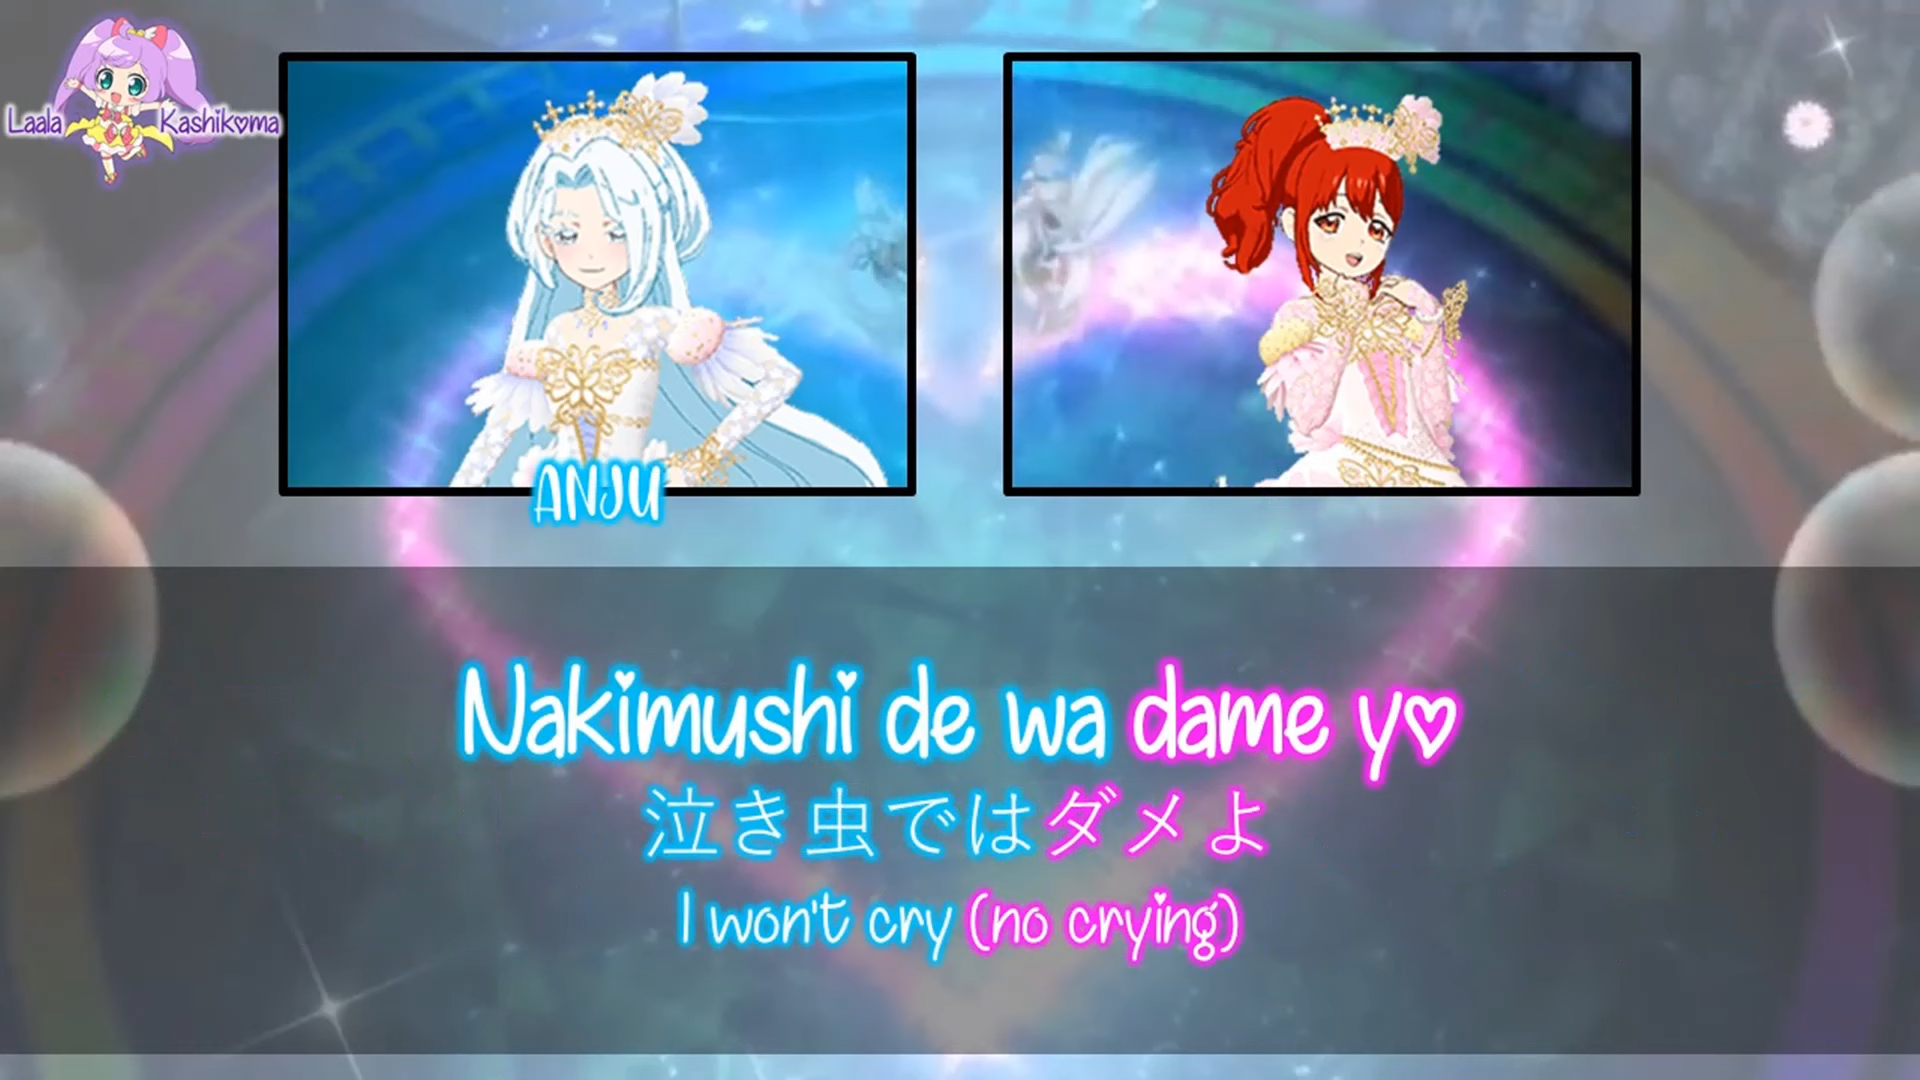 Laala Kashikoma
ANJU
Nakimushi de wa dame yo
泣き虫ではダメよ
I won't cry (no crying)